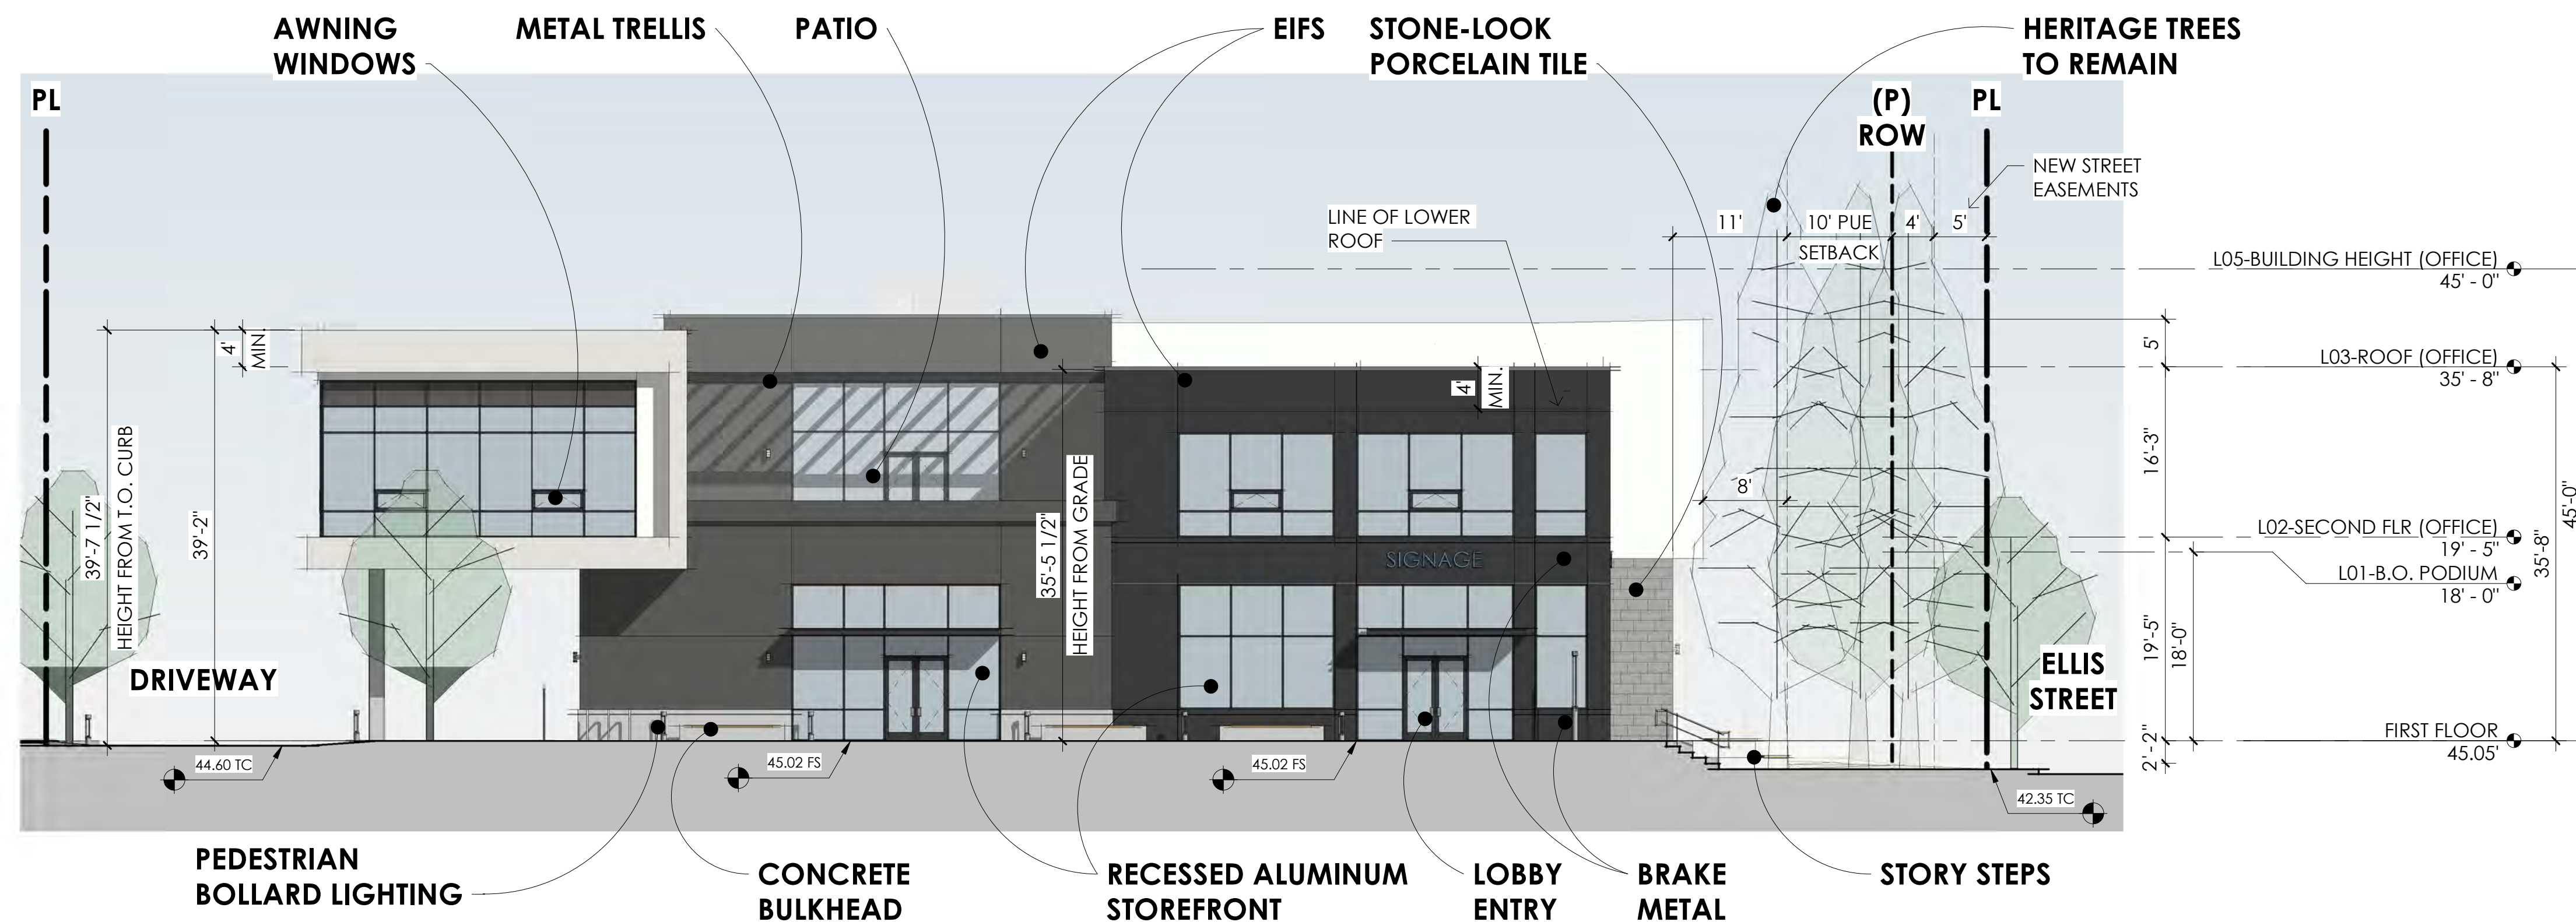 AWNING
WINDOWS
METAL TRELLIS
PATIO
EIFS
STONE-LOOK
PORCELAIN TILE
HERITAGE TREES
TO REMAIN
PL
(P)
ROW
PL
NEW STREET
EASEMENTS
LINE OF LOWER
ROOF
11'
10' PUE
4'
5'
SETBACK
L05-BUILDING HEIGHT (OFFICE)
45' - 0"
4'
MIN.
5'
L03-ROOF (OFFICE)
35' - 8"
4'
MIN.
16'-3"
8'
39'-7 1/2"
HEIGHT FROM T.O. CURB
39'-2"
35'-5 1/2"
HEIGHT FROM GRADE
SIGNAGE
L02-SECOND FLR (OFFICE)
19' - 5"
L01-B.O. PODIUM
18' - 0"
35'-8"
45'-0"
19'-5"
18'-0"
DRIVEWAY
ELLIS
STREET
FIRST FLOOR
45.05'
2' - 2"
44.60 TC
45.02 FS
45.02 FS
42.35 TC
PEDESTRIAN
BOLLARD LIGHTING
CONCRETE
BULKHEAD
RECESSED ALUMINUM
STOREFRONT
LOBBY
ENTRY
BRAKE
METAL
STORY STEPS